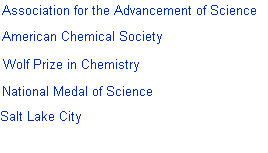 Association for the Advancement of Science
American Chemical Society
Wolf Prize in Chemistry
National Medal of Science
Salt Lake City